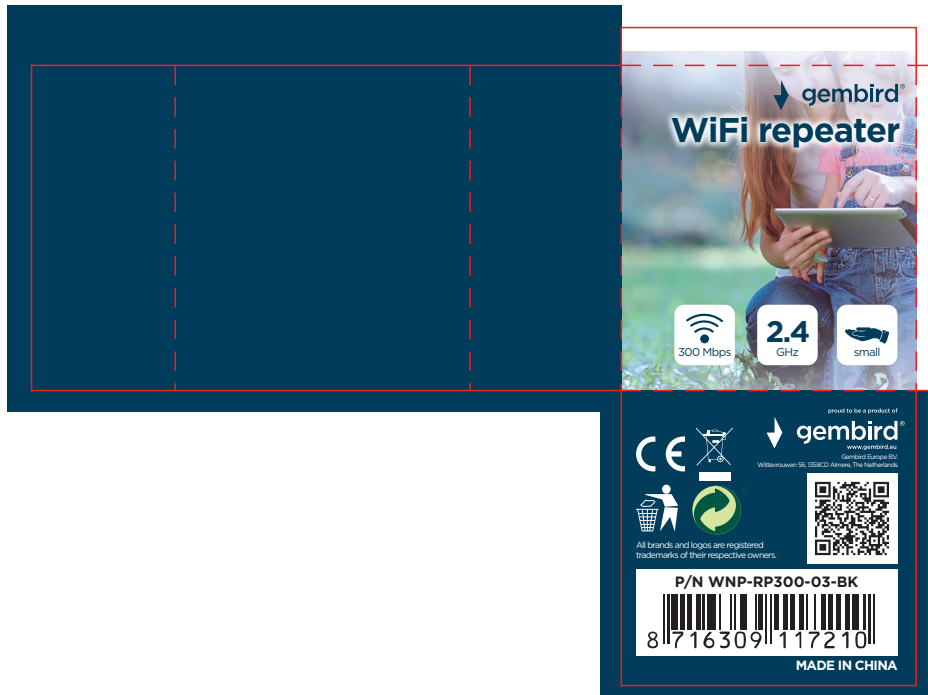 gembird®
WiFi repeater
300 Mbps
2.4
GHz
small
proud to be a product of
gembird®
www.gembird.eu
Gembird Europe B.V.
Wittevrouwen 56, 1358CD Almere, The Netherlands
CE
All brands and logos are registered
trademarks of their respective owners.
P/N WNP-RP300-03-BK
8 716309 117210
MADE IN CHINA